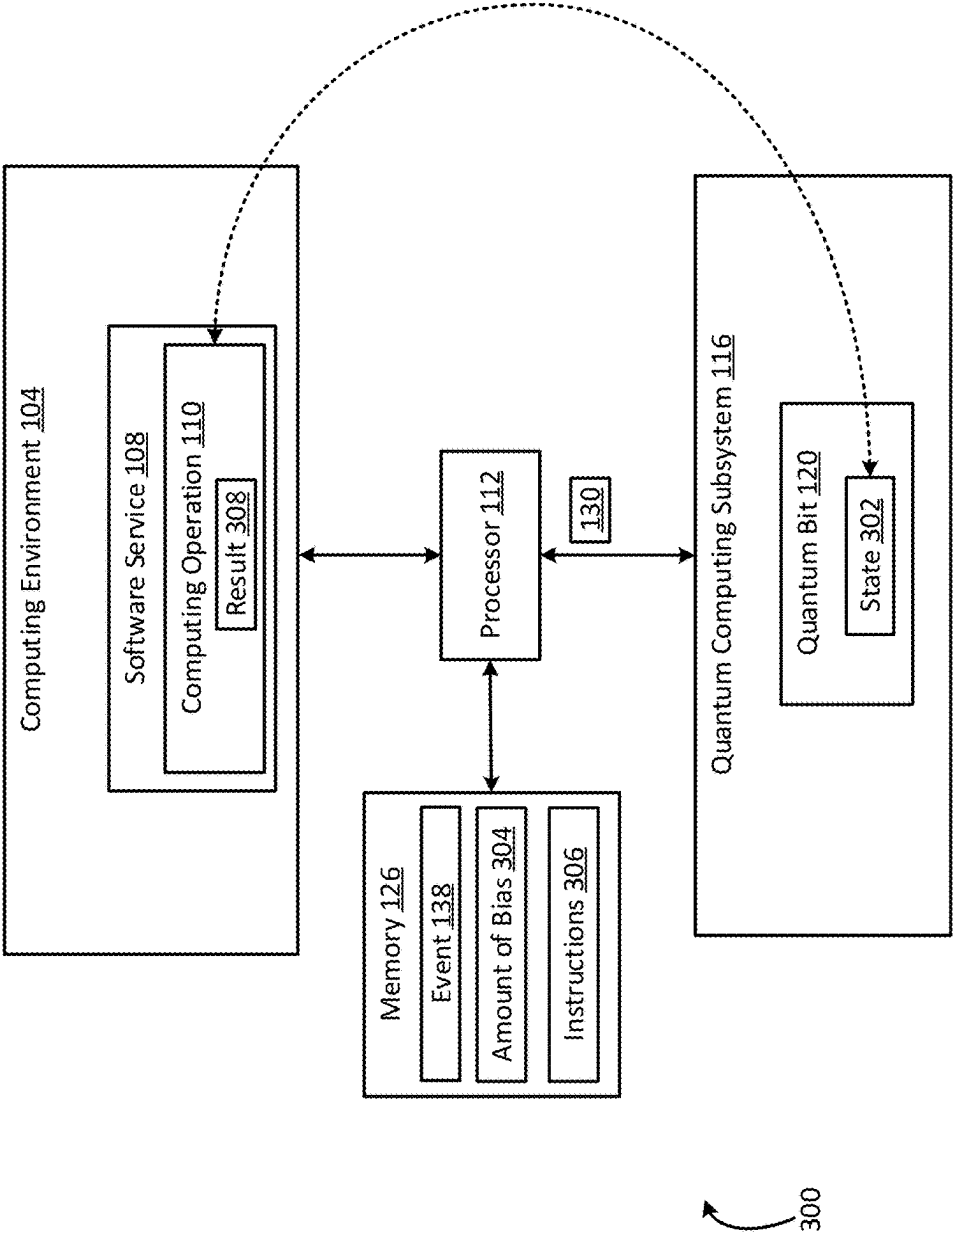 Computing Environment 104
Software Service 108
Computing Operation 110
Result 308
Memory 126
Event 138
Amount of Bias 304
Instructions 306
Processor 112
130
Quantum Computing Subsystem 116
Quantum Bit 120
State 302
300